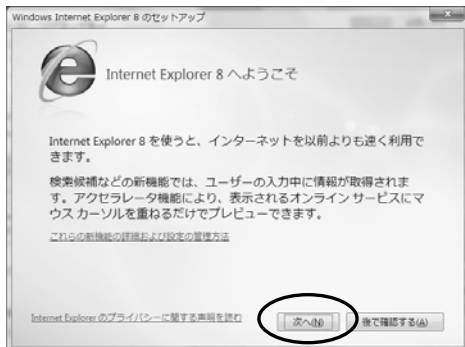 Windows Internet Explorer 8 のセットアップ
Internet Explorer 8 へようこそ
Internet Explorer 8 を使うと、インターネットを以前よりも速く利用で
きます。
検索候補などの新機能では、ユーザーの入力中に情報が取得されま
す。アクセラレータ機能により、表示されるオンライン サービスにマ
ウス カーソルを重ねるだけでプレビューできます。
これらの新機能の詳細および設定の管理方法
Internet Explorer のプライバシーに関する声明を読む
次へ(N)
後で確認する(A)